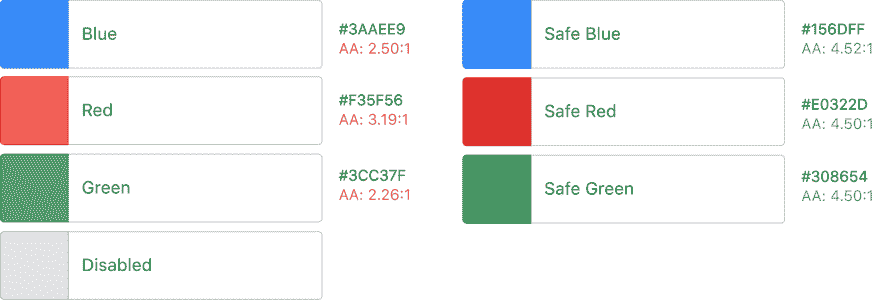 Blue
#3AAEE9
AA: 2.50:1
Safe Blue
#156DFF
AA: 4.52:1
Red
#F35F56
AA: 3.19:1
Safe Red
#E0322D
AA: 4.50:1
Green
#3CC37F
AA: 2.26:1
Safe Green
#308654
AA: 4.50:1
Disabled